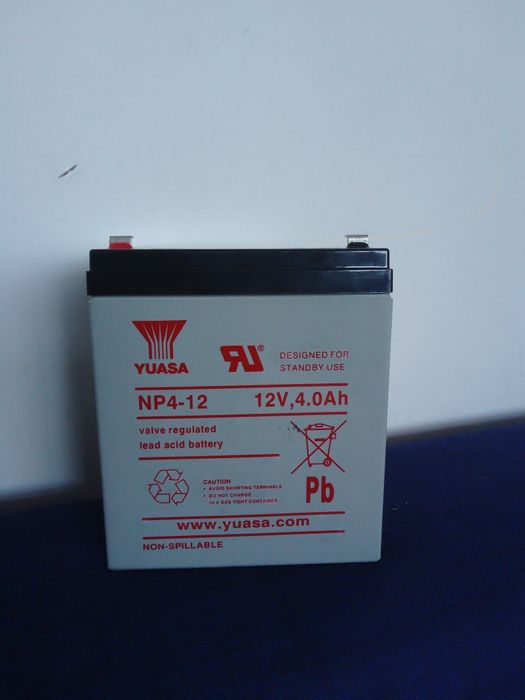 YUASA
RU
DESIGNED FOR
STANDBY USE
NP4-12 12V,4.0Ah
valve regulated
lead acid battery
CAUTION
• AVOID SHORTING TERMINALS
• DO NOT CHARGE
IN A GAS TIGHT CONTAINER.
Pb
www.yuasa.com
NON-SPILLABLE